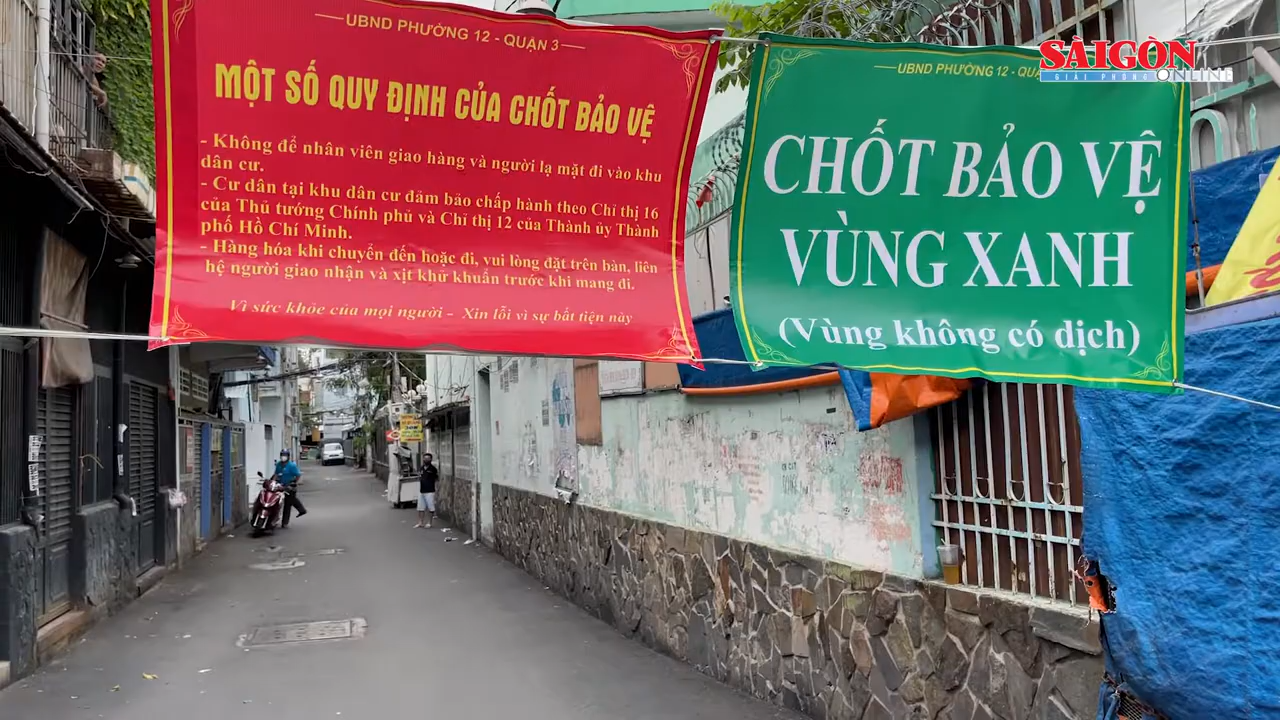 UBND PHƯỜNG 12 - QUẬN 3
MỘT SỐ QUY ĐỊNH CỦA CHỐT BẢO VỆ
- Không để nhân viên giao hàng và người lạ mặt đi vào khu
dân cư.
- Cư dân tại khu dân cư đảm bảo chấp hành theo Chỉ thị 16
của Thủ tướng Chính phủ và Chỉ thị 12 của Thành ủy Thành
phố Hồ Chí Minh.
- Hàng hóa khi chuyển đến hoặc đi, vui lòng đặt trên bàn, liên
hệ người giao nhận và xịt khử khuẩn trước khi mang đi.
Vì sức khỏe của mọi người - Xin lỗi vì sự bất tiện này
UBND PHƯỜNG 12 - QUẬ
CHỐT BẢO VỆ
VÙNG XANH
(Vùng không có dịch)
SÀIGÒN
GIẢI PHÓNG ONLINE